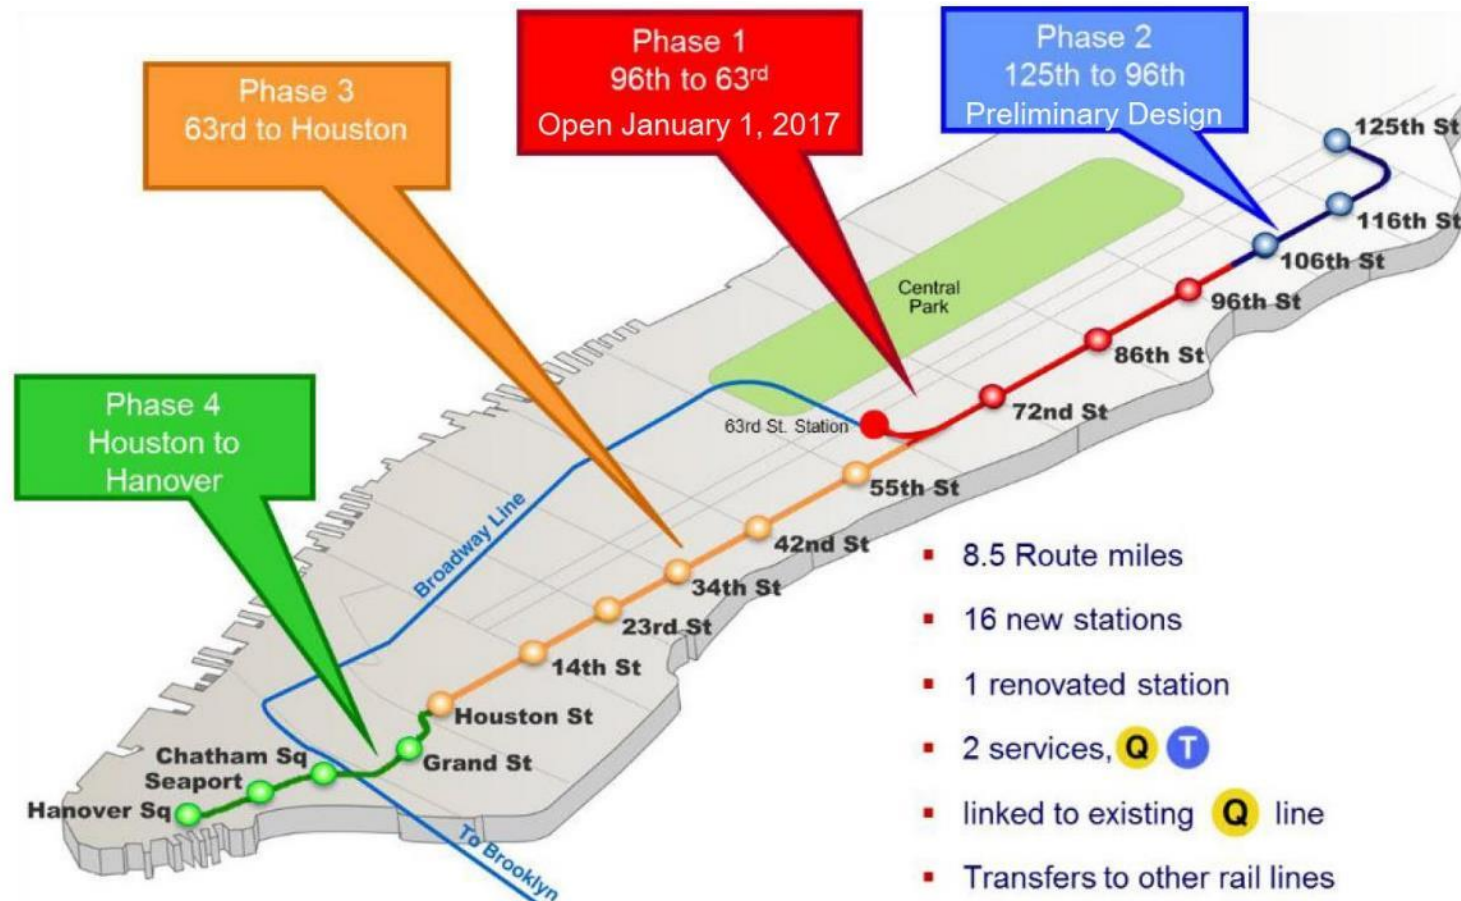 Phase 1
96th to 63rd
Open January 1, 2017
Phase 2
125th to 96th
Preliminary Design
Phase 3
63rd to Houston
Phase 4
Houston to
Hanover
125th St
116th St
106th St
96th St
86th St
72nd St
Central
Park
63rd St. Station
55th St
42nd St
34th St
23rd St
14th St
Houston St
Grand St
Chatham Sq
Seaport
Hanover Sq
Broadway Line
To Brooklyn
▪ 8.5 Route miles
▪ 16 new stations
▪ 1 renovated station
▪ 2 services, Q T
▪ linked to existing Q line
▪ Transfers to other rail lines